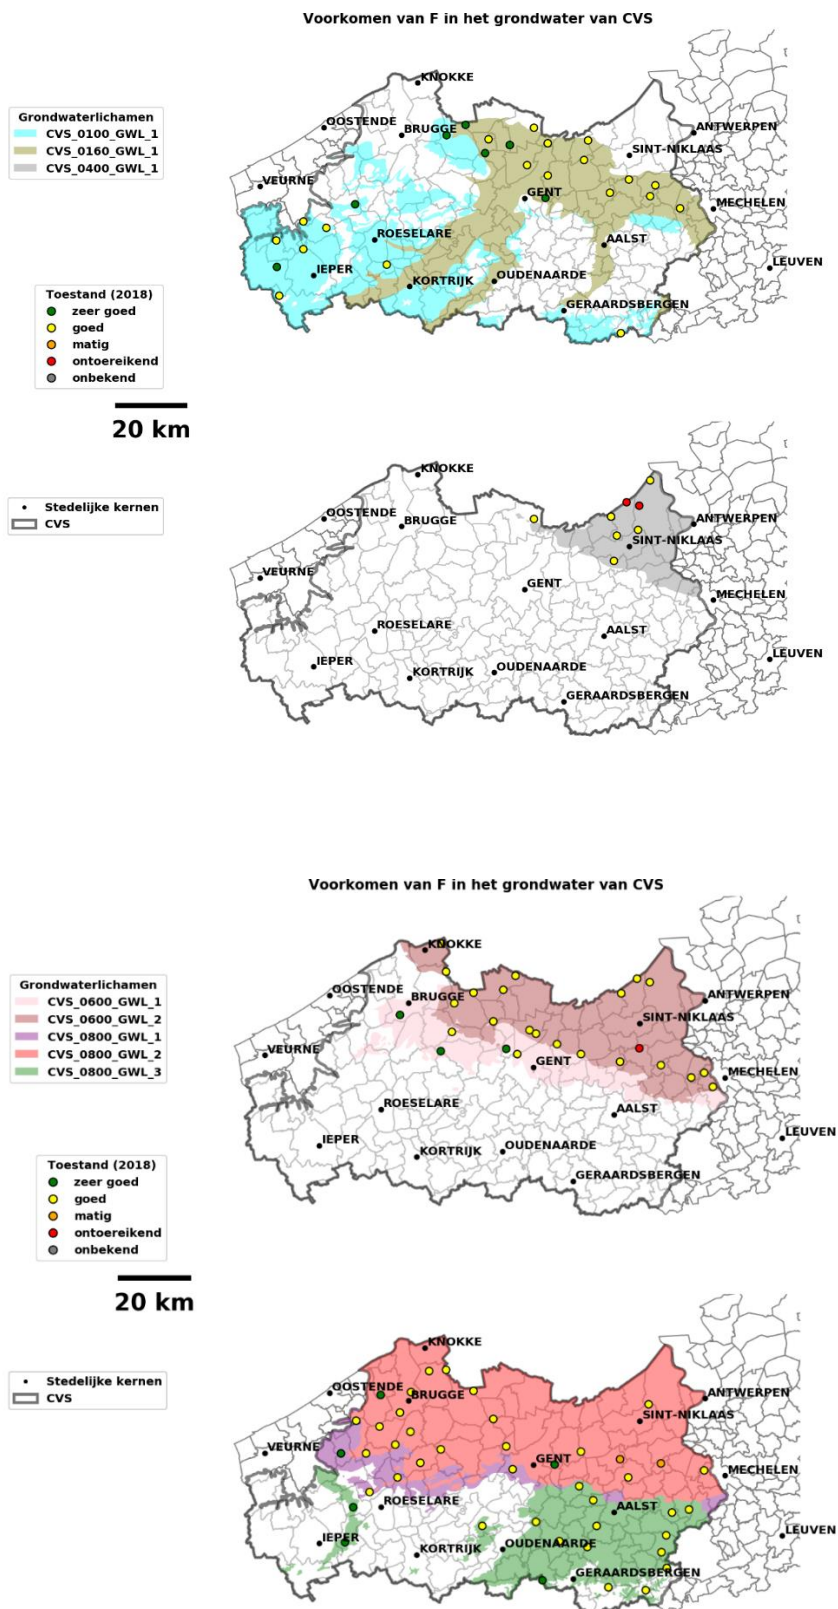 Voorkomen van F in het grondwater van CVS
KNOKKE
OOSTENDE
BRUGGE
ANTWERPEN
SINT-NIKLAAS
VEURNE
GENT
MECHELEN
ROESELARE
AALST
IEPER
LEUVEN
KORTRIJK
OUDENAARDE
GERAARDSBERGEN
Grondwaterlichamen
CVS_0100_GWL_1
CVS_0160_GWL_1
CVS_0400_GWL_1
Toestand (2018)
zeer goed
goed
matig
ontoereikend
onbekend
20 km
KNOKKE
OOSTENDE
BRUGGE
ANTWERPEN
SINT-NIKLAAS
VEURNE
GENT
MECHELEN
ROESELARE
AALST
IEPER
LEUVEN
KORTRIJK
OUDENAARDE
GERAARDSBERGEN
Stedelijke kernen
CVS
Voorkomen van F in het grondwater van CVS
KNOKKE
OOSTENDE
BRUGGE
ANTWERPEN
SINT-NIKLAAS
VEURNE
GENT
MECHELEN
ROESELARE
AALST
IEPER
LEUVEN
KORTRIJK
OUDENAARDE
GERAARDSBERGEN
Grondwaterlichamen
CVS_0600_GWL_1
CVS_0600_GWL_2
CVS_0800_GWL_1
CVS_0800_GWL_2
CVS_0800_GWL_3
Toestand (2018)
zeer goed
goed
matig
ontoereikend
onbekend
20 km
KNOKKE
OOSTENDE
BRUGGE
ANTWERPEN
SINT-NIKLAAS
VEURNE
GENT
MECHELEN
ROESELARE
AALST
IEPER
LEUVEN
KORTRIJK
OUDENAARDE
GERAARDSBERGEN
Stedelijke kernen
CVS